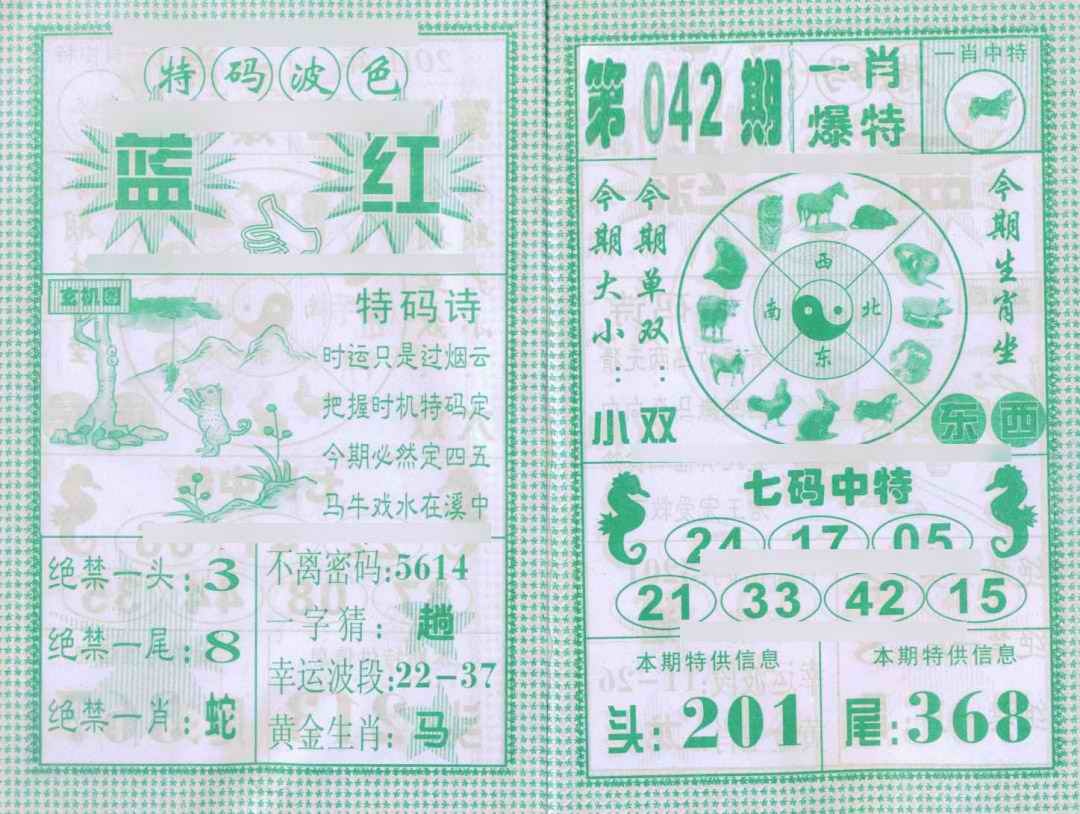 特码波色
蓝 红
玄机图
特码诗
时运只是过烟云
把握时机特码定
今期必然定四五
马牛戏水在溪中
绝禁一头:3
绝禁一尾:8
绝禁一肖:蛇
不离密码:5614
一字猜:趟
幸运波段:22-37
黄金生肖:马
第042期
一肖
爆特
一肖中特
今期大小:小
今期单双:双
西
南 北
东
今期生肖坐
东西
七码中特
24 17 05
21 33 42 15
本期特供信息
头:201
本期特供信息
尾:368